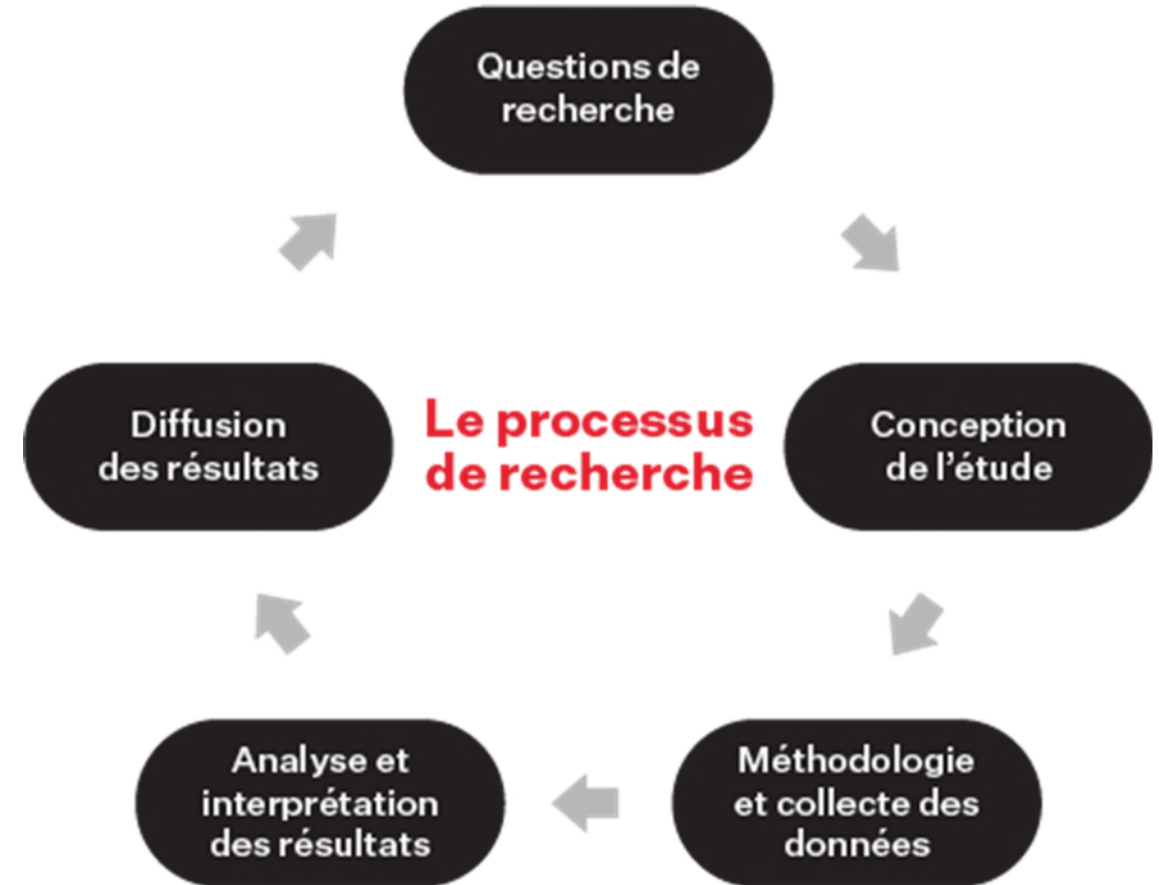 Questions de
recherche
Conception
de l’étude
Méthodologie
et collecte des
données
Analyse et
interprétation
des résultats
Diffusion
des résultats
Le processus
de recherche